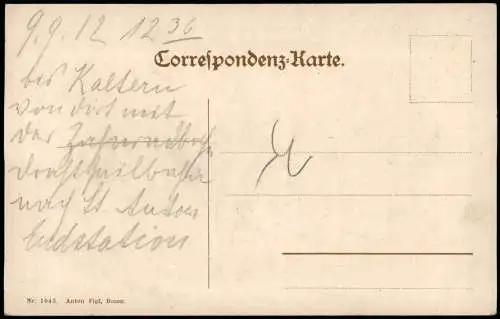 9.9.12 12 36
Correspondenz-Karte.
bis Kaltern
von dort mit
der Zahnradbahn
Drahtseilbahn
nach St Anton
Endstation
Nr. 1043. Anton Figl, Bozen.